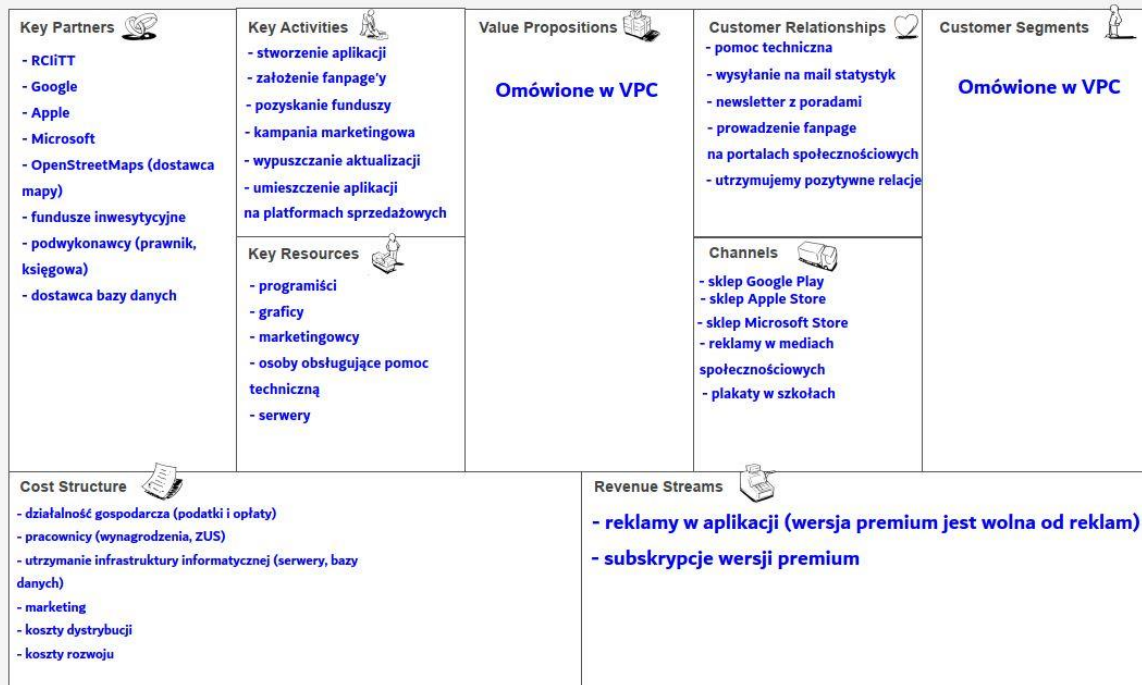 Key Partners
- RCIiTT
- Google
- Apple
- Microsoft
- OpenStreetMaps (dostawca
mapy)
- fundusze inwesytycyjne
- podwykonawcy (prawnik,
księgowa)
- dostawca bazy danych
Key Activities
- stworzenie aplikacji
- założenie fanpage'y
- pozyskanie funduszy
- kampania marketingowa
- wypuszczanie aktualizacji
- umieszczenie aplikacji
na platformach sprzedażowych
Key Resources
- programiści
- graficy
- marketingowcy
- osoby obsługujące pomoc
techniczną
- serwery
Value Propositions
Omówione w VPC
Customer Relationships
- pomoc techniczna
- wysyłanie na mail statystyk
- newsletter z poradami
- prowadzenie fanpage
na portalach społecznościowych
- utrzymujemy pozytywne relacje
Channels
- sklep Google Play
- sklep Apple Store
- sklep Microsoft Store
- reklamy w mediach
społecznościowych
- plakaty w szkołach
Customer Segments
Omówione w VPC
Cost Structure
- działalność gospodarcza (podatki i opłaty)
- pracownicy (wynagrodzenia, ZUS)
- utrzymanie infrastruktury informatycznej (serwery, bazy
danych)
- marketing
- koszty dystrybucji
- koszty rozwoju
Revenue Streams
- reklamy w aplikacji (wersja premium jest wolna od reklam)
- subskrypcje wersji premium